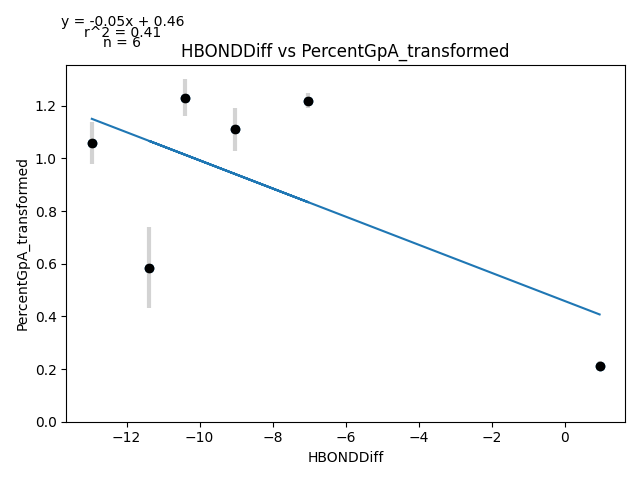 y = -0.05x + 0.46
r^2 = 0.41
n = 6
HBONDDiff vs PercentGpA_transformed
PercentGpA_transformed
1.2
1.0
0.8
0.6
0.4
0.2
0.0
−12
−10
−8
−6
−4
−2
0
HBONDDiff